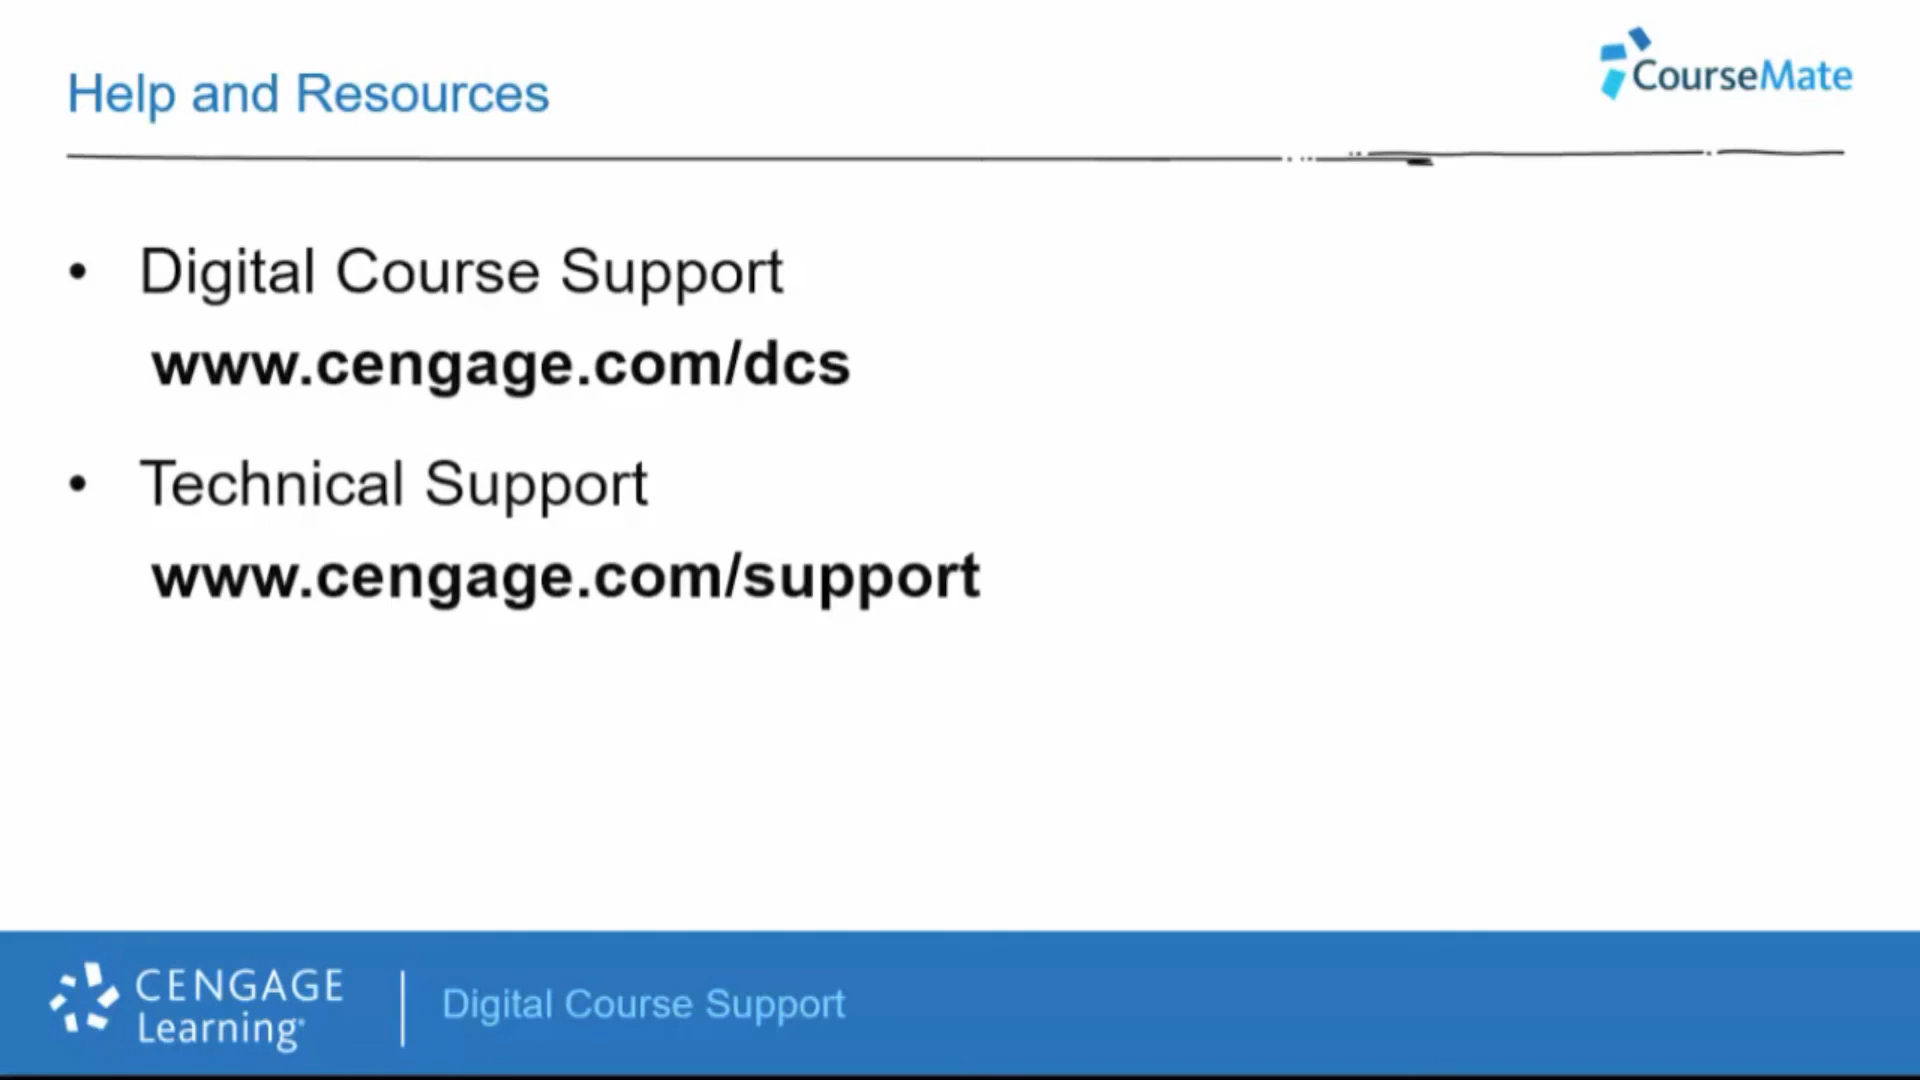 CourseMate
Help and Resources
• Digital Course Support
www.cengage.com/dcs
• Technical Support
www.cengage.com/support
CENGAGE
Learning®
Digital Course Support